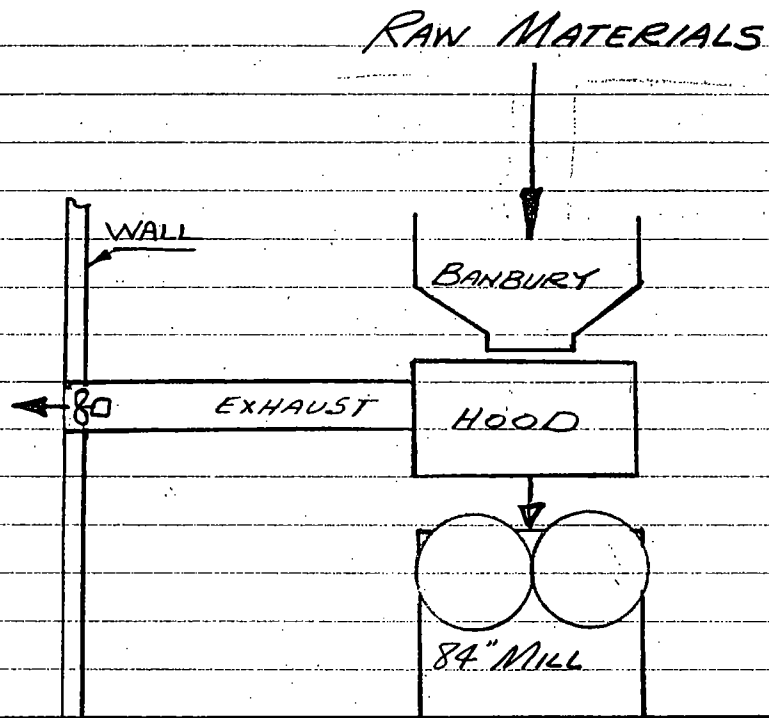 RAW MATERIALS
WALL
BANBURY
EXHAUST
HOOD
84" MILL